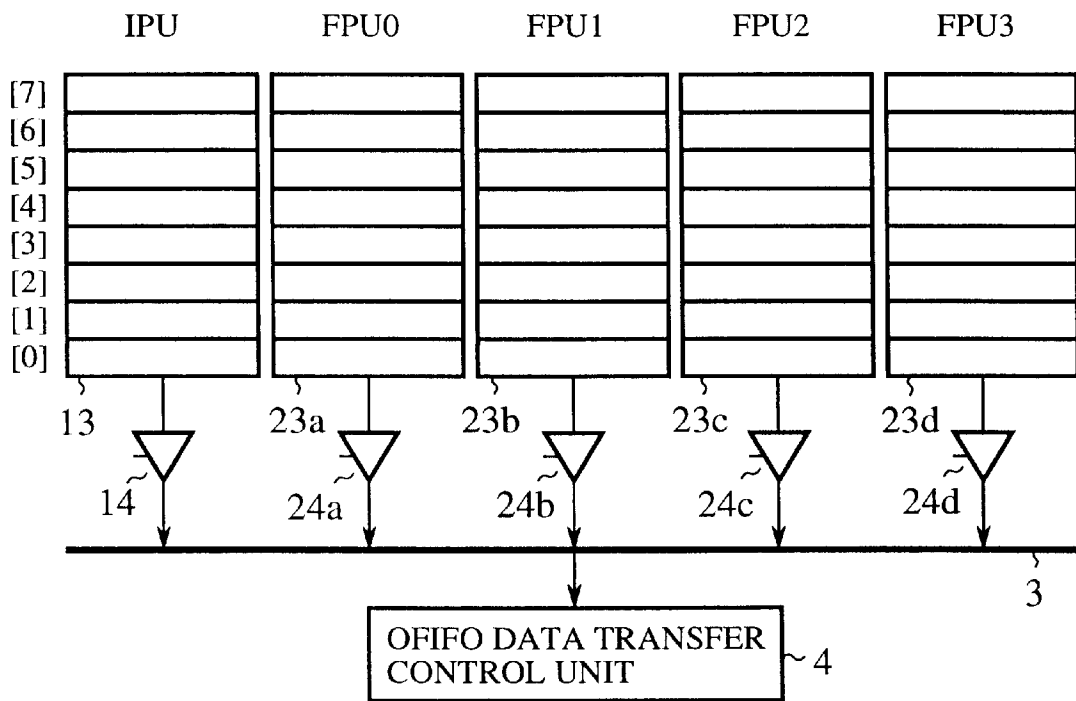 IPU FPU0 FPU1 FPU2 FPU3
[7]
[6]
[5]
[4]
[3]
[2]
[1]
[0]
13 23a 23b 23c 23d
14 24a 24b 24c 24d
3
OFIFO DATA TRANSFER
CONTROL UNIT
4